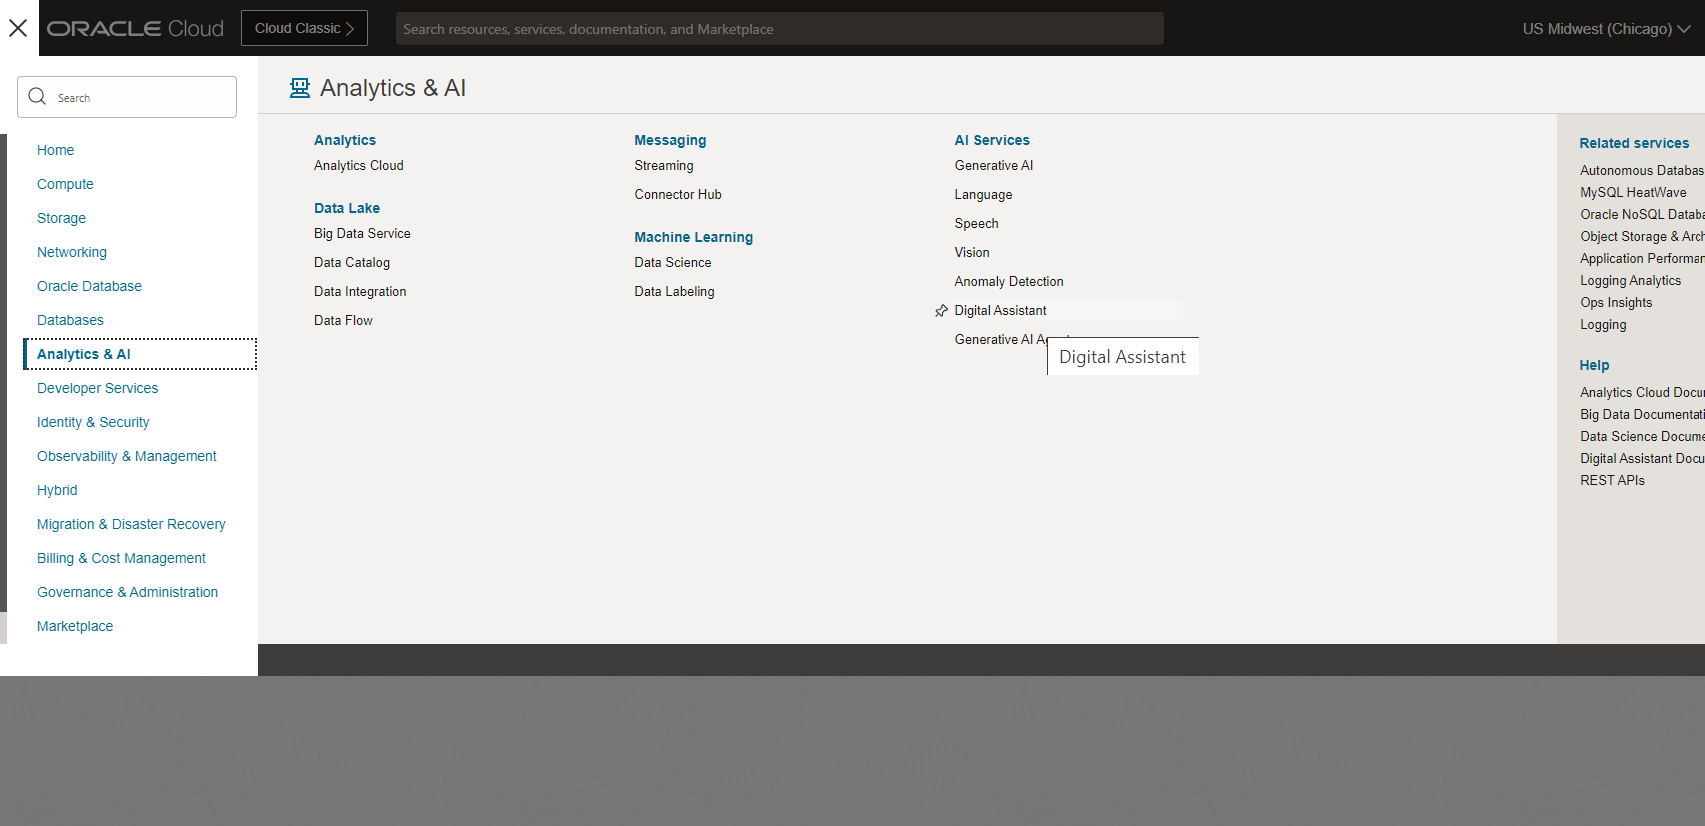 ORACLE Cloud
Cloud Classic
Search resources, services, documentation, and Marketplace
US Midwest (Chicago)
Search
Home
Compute
Storage
Networking
Oracle Database
Databases
Analytics & AI
Developer Services
Identity & Security
Observability & Management
Hybrid
Migration & Disaster Recovery
Billing & Cost Management
Governance & Administration
Marketplace
Analytics & AI
Analytics
Analytics Cloud
Data Lake
Big Data Service
Data Catalog
Data Integration
Data Flow
Messaging
Streaming
Connector Hub
Machine Learning
Data Science
Data Labeling
AI Services
Generative AI
Language
Speech
Vision
Anomaly Detection
Digital Assistant
Generative AI
Digital Assistant
Related services
Autonomous Databas
MySQL HeatWave
Oracle NoSQL Databa
Object Storage & Arch
Application Performan
Logging Analytics
Ops Insights
Logging
Help
Analytics Cloud Docu
Big Data Documentati
Data Science Docume
Digital Assistant Docu
REST APIs